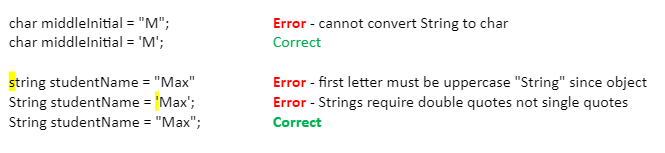 char middleInitial = "M"; Error - cannot convert String to char
char middleInitial = 'M'; Correct
string studentName = "Max" Error - first letter must be uppercase "String" since object
String studentName = 'Max'; Error - Strings require double quotes not single quotes
String studentName = "Max"; Correct